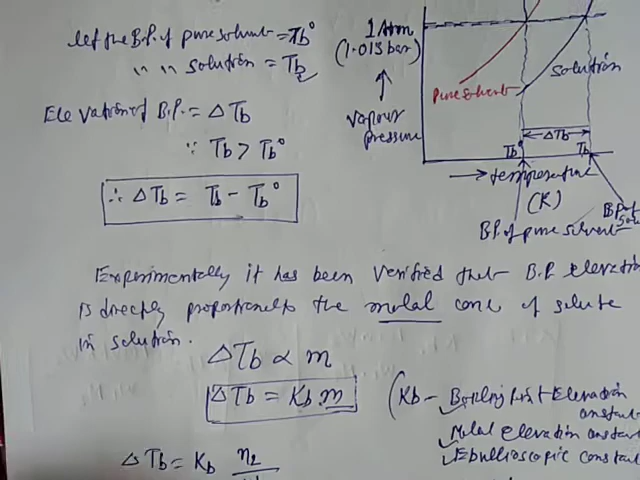 let the B.P. of pure solvent = Tb°
" " " solution = Tb
Elevation of B.P. = ΔTb
∵ Tb > Tb°
∴ ΔTb = Tb - Tb°
1 Atm
(1.013 bar)
↑
vapour
pressure
Pure solvent
solution
ΔTb
Tb° Tb
→ temperature
(K)
B.P. of pure solvent
B.P. of
Experimentally it has been verified that B.P. elevation
is directly proportional to the molal conc of solute
in solution.
ΔTb ∝ m
ΔTb = Kb m
(Kb - Boiling Point Elevation
constant
Molal elevation constant
Ebullioscopic constant
ΔTb = Kb n2